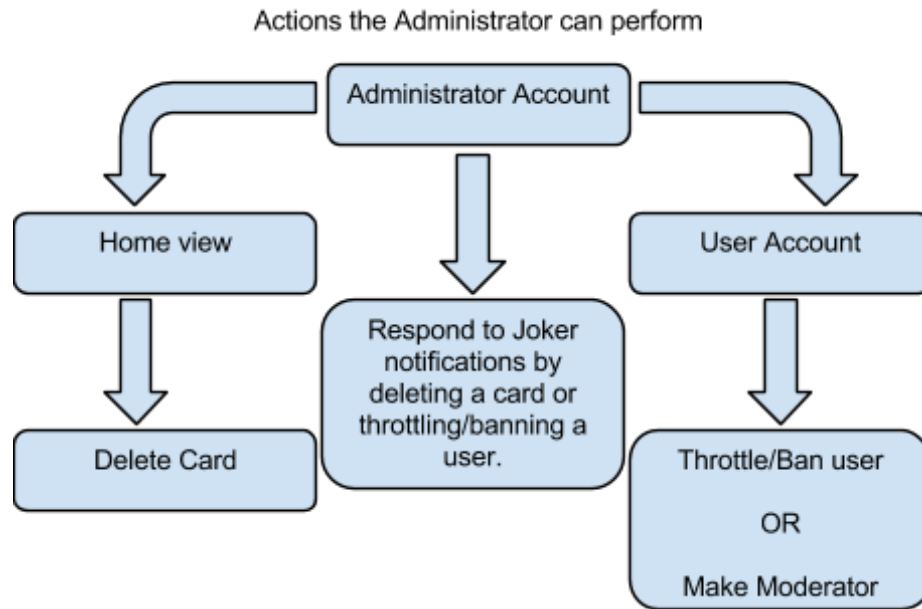 Actions the Administrator can perform
Administrator Account
Home view
User Account
Respond to Joker
notifications by
deleting a card or
throttling/banning a
user.
Delete Card
Throttle/Ban user
OR
Make Moderator